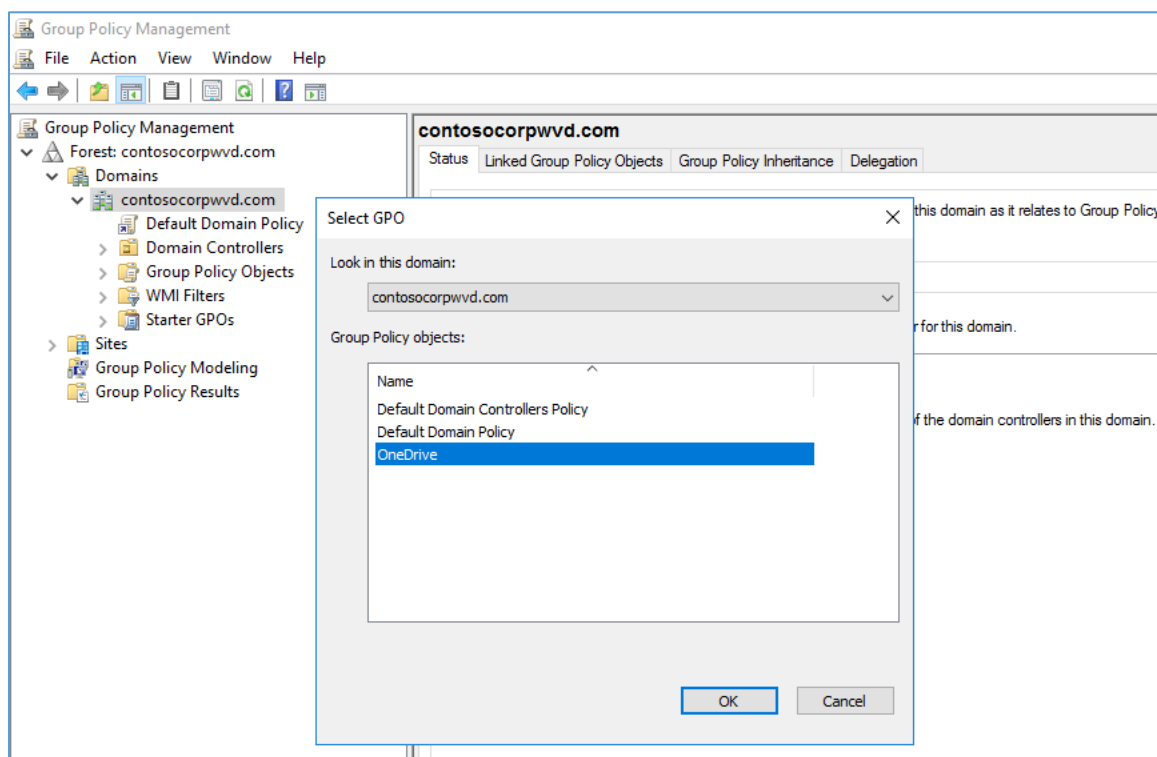 Group Policy Management
File Action View Window Help
Group Policy Management
Forest: contosocorpwvd.com
Domains
contosocorpwvd.com
Default Domain Policy
Domain Controllers
Group Policy Objects
WMI Filters
Starter GPOs
Sites
Group Policy Modeling
Group Policy Results
contosocorpwvd.com
Status Linked Group Policy Objects Group Policy Inheritance Delegation
this domain as it relates to Group Policy
r for this domain.
of the domain controllers in this domain.
Select GPO
Look in this domain:
contosocorpwvd.com
Group Policy objects:
Name
Default Domain Controllers Policy
Default Domain Policy
OneDrive
OK Cancel